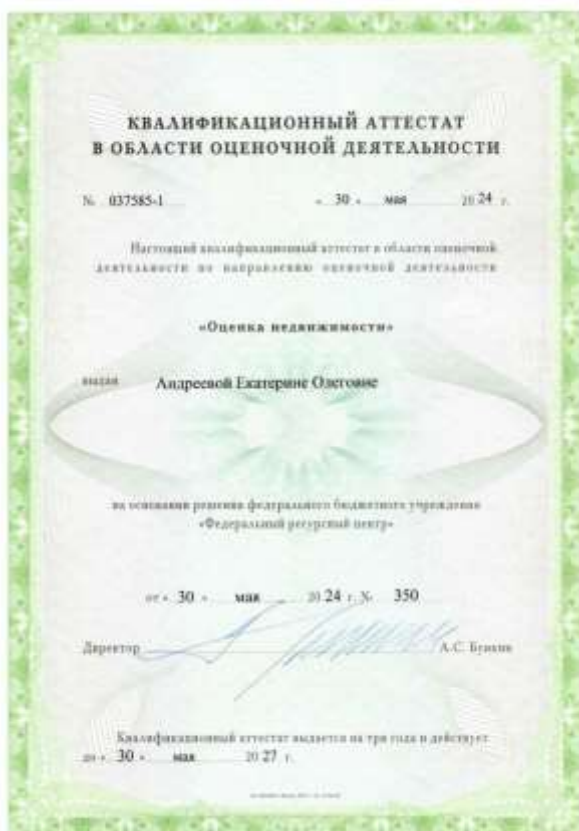 КВАЛИФИКАЦИОННЫЙ АТТЕСТАТ
В ОБЛАСТИ ОЦЕНОЧНОЙ ДЕЯТЕЛЬНОСТИ
№ 037585-1 « 30 » мая 20 24 г.
Настоящий квалификационный аттестат в области оценочной
деятельности по направлению оценочной деятельности
«Оценка недвижимости»
выдан Андреевой Екатерине Олеговне
на основании решения федерального бюджетного учреждения
«Федеральный ресурсный центр»
от « 30 » мая 20 24 г. № 350
Директор А.С. Бункин
Квалификационный аттестат выдается на три года и действует
до « 30 » мая 20 27 г.